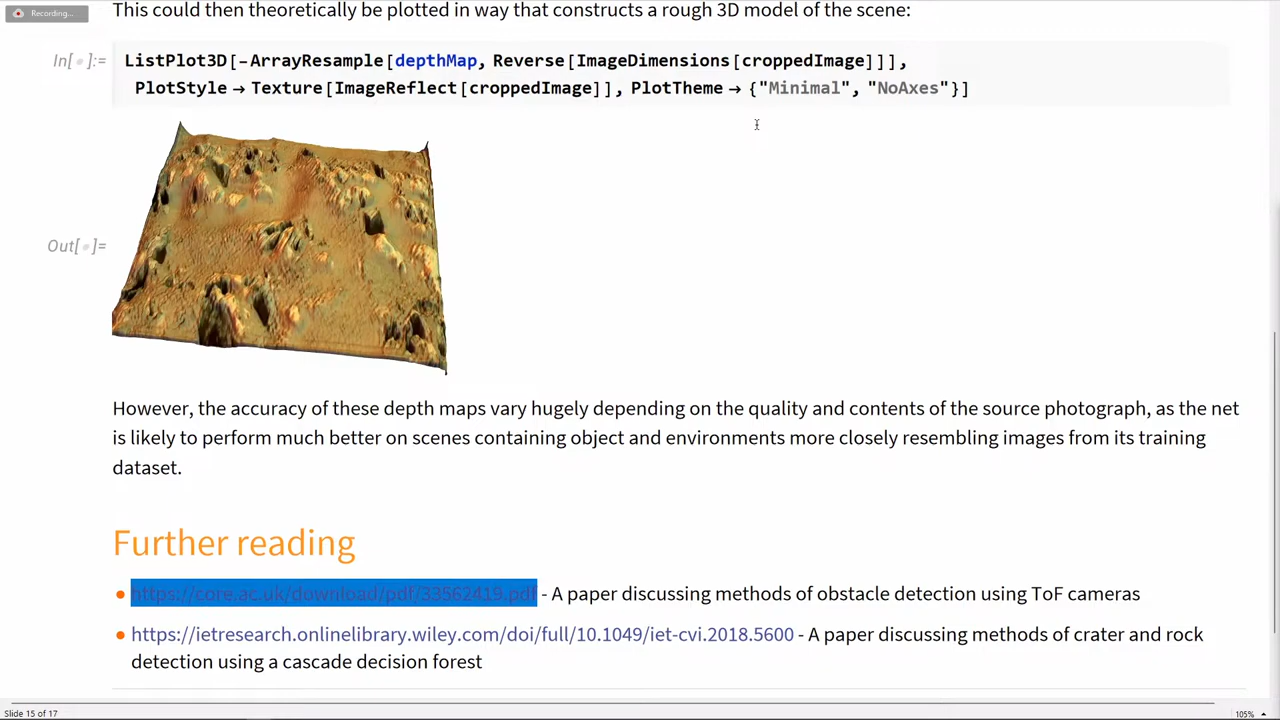 Recording...
This could then theoretically be plotted in way that constructs a rough 3D model of the scene:
In[ ]:=
ListPlot3D[-ArrayResample[depthMap, Reverse[ImageDimensions[croppedImage]]],
PlotStyle → Texture[ImageReflect[croppedImage]], PlotTheme → {"Minimal", "NoAxes"}]
Out[ ]=
However, the accuracy of these depth maps vary hugely depending on the quality and contents of the source photograph, as the net
is likely to perform much better on scenes containing object and environments more closely resembling images from its training
dataset.
Further reading
https://core.ac.uk/download/pdf/33562419.pdf - A paper discussing methods of obstacle detection using ToF cameras
https://ietresearch.onlinelibrary.wiley.com/doi/full/10.1049/iet-cvi.2018.5600 - A paper discussing methods of crater and rock
detection using a cascade decision forest
Slide 15 of 17
105%